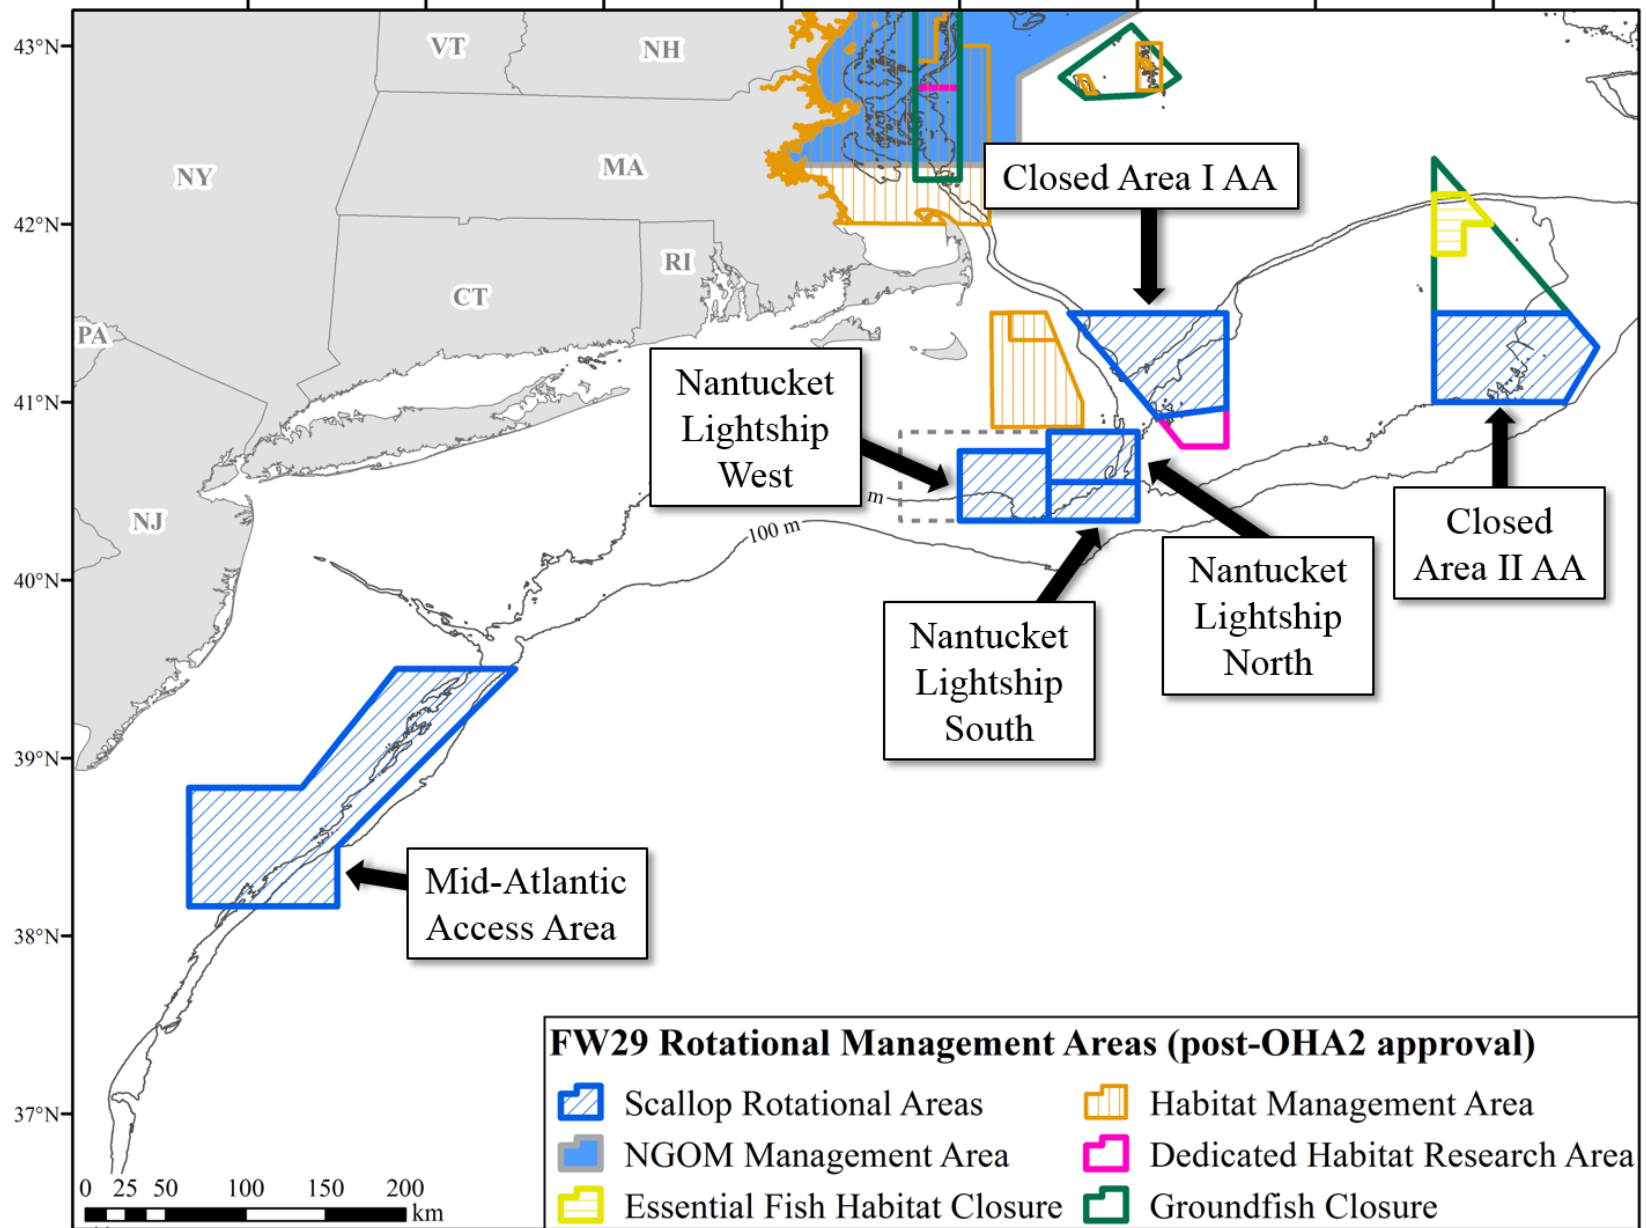 43°N
VT
NH
NY
MA
Closed Area I AA
42°N
RI
CT
PA
Nantucket
Lightship
West
41°N
m
100 m
NJ
Closed
Area II AA
Nantucket
Lightship
North
40°N
Nantucket
Lightship
South
39°N
Mid-Atlantic
Access Area
38°N
37°N
FW29 Rotational Management Areas (post-OHA2 approval)
Scallop Rotational Areas
Habitat Management Area
NGOM Management Area
Dedicated Habitat Research Area
Essential Fish Habitat Closure
Groundfish Closure
0 25 50 100 150 200
km